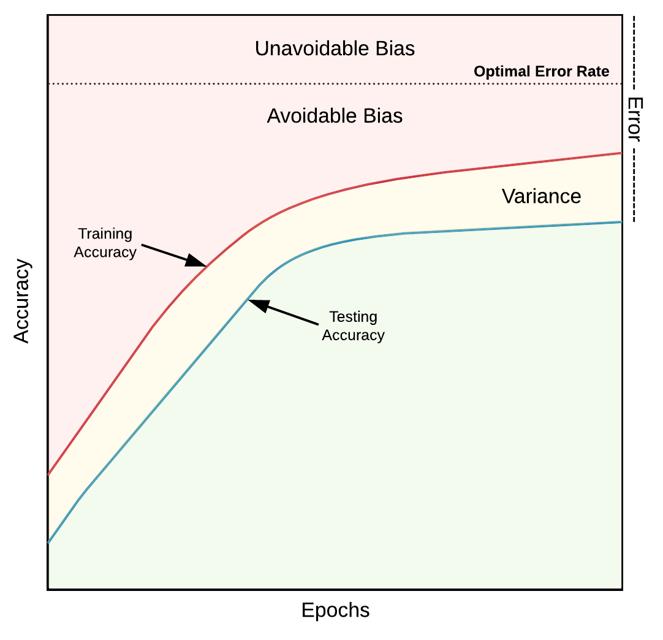 Unavoidable Bias
Optimal Error Rate
Avoidable Bias
Error
Variance
Training
Accuracy
Testing
Accuracy
Accuracy
Epochs